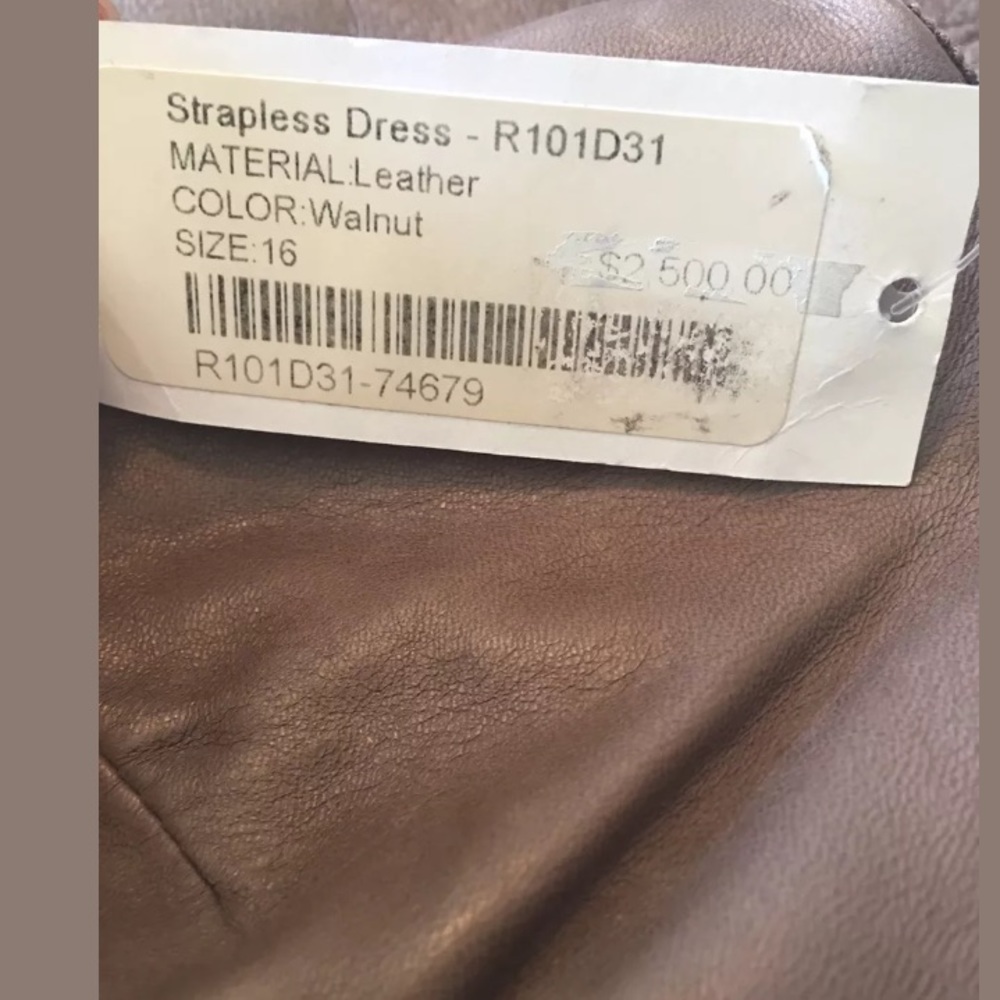 Strapless Dress - R101D31
MATERIAL:Leather
COLOR:Walnut
SIZE:16
$2,500.00
R101D31-74679